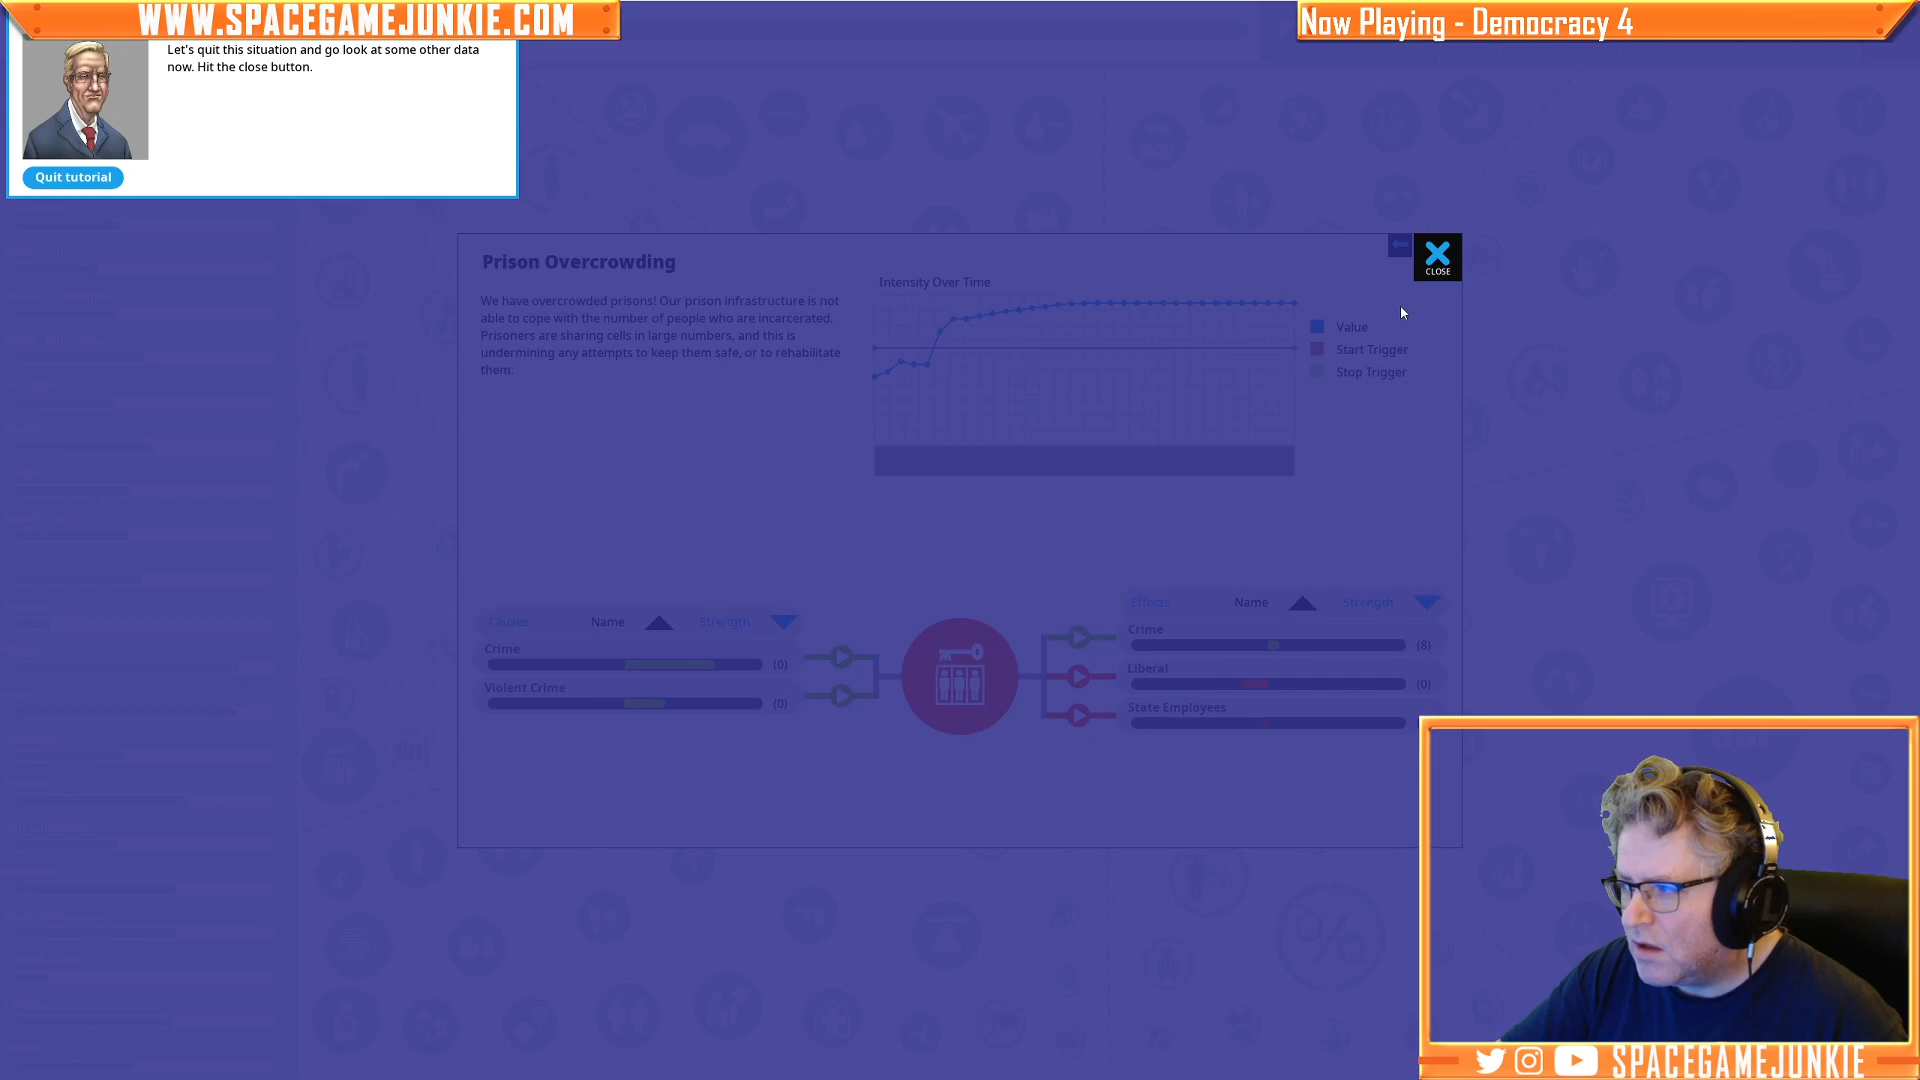 WWW.SPACEGAMEJUNKIE.COM
Now Playing - Democracy 4
Let's quit this situation and go look at some other data
now. Hit the close button.
Quit tutorial
CLOSE
Prison Overcrowding
We have overcrowded prisons! Our prison infrastructure is not
able to cope with the number of people who are incarcerated.
Prisoners are sharing cells in large numbers, and this is
undermining any attempts to keep them safe, or to rehabilitate
them.
Intensity Over Time
Value
Start Trigger
Stop Trigger
Causes Name Strength
Crime
(0)
Violent Crime
(0)
Effects Name Strength
Crime
(8)
Liberal
(0)
State Employees
SPACEGAMEJUNKIE